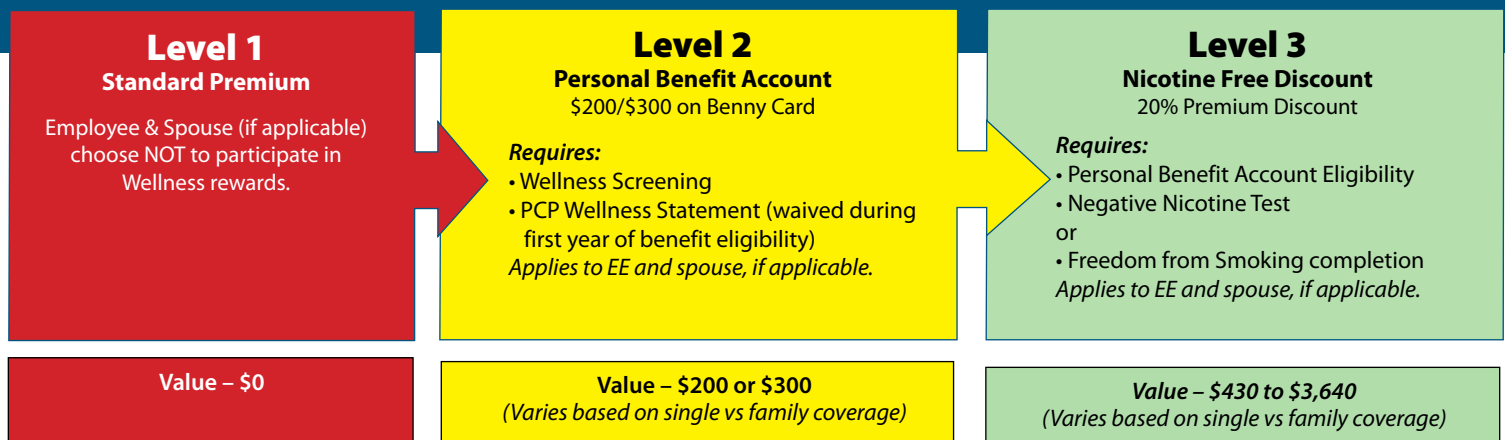 Level 1
Standard Premium
Employee & Spouse (if applicable)
choose NOT to participate in
Wellness rewards.
Value – $0
Level 2
Personal Benefit Account
$200/$300 on Benny Card
Requires:
• Wellness Screening
• PCP Wellness Statement (waived during
first year of benefit eligibility)
Applies to EE and spouse, if applicable.
Value – $200 or $300
(Varies based on single vs family coverage)
Level 3
Nicotine Free Discount
20% Premium Discount
Requires:
• Personal Benefit Account Eligibility
• Negative Nicotine Test
or
• Freedom from Smoking completion
Applies to EE and spouse, if applicable.
Value – $430 to $3,640
(Varies based on single vs family coverage)